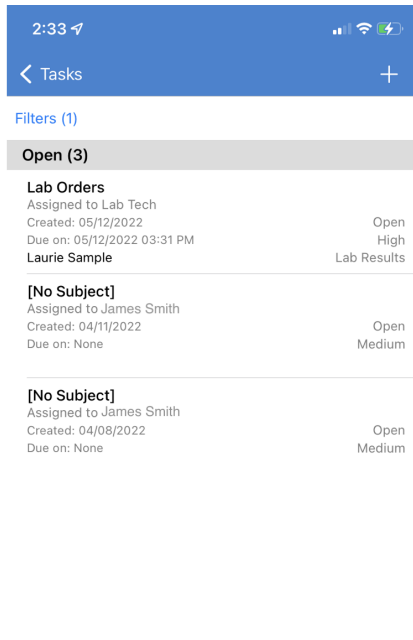 2:33
Tasks
+
Filters (1)
Open (3)
Lab Orders
Assigned to Lab Tech
Created: 05/12/2022 Open
Due on: 05/12/2022 03:31 PM High
Laurie Sample Lab Results
[No Subject]
Assigned to James Smith
Created: 04/11/2022 Open
Due on: None Medium
[No Subject]
Assigned to James Smith
Created: 04/08/2022 Open
Due on: None Medium